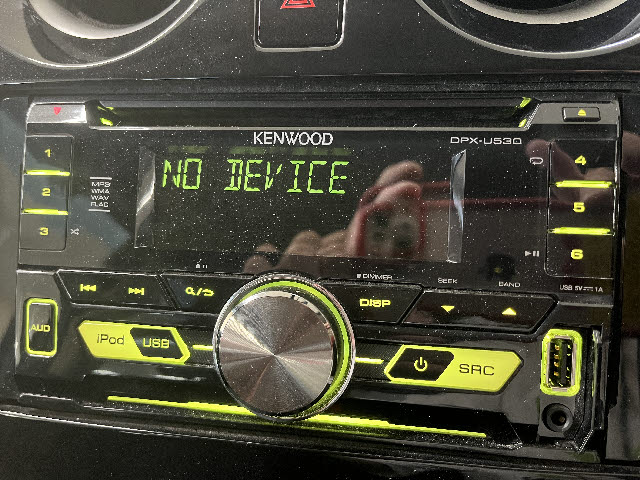 KENWOOD
DPX-U530
NO DEVICE
1
2
3
MP3
WMA
WAV
FLAC
4
5
6
DIMMER
SEEK
BAND
USB 5V 1A
DISP
AUD
iPod
USB
SRC